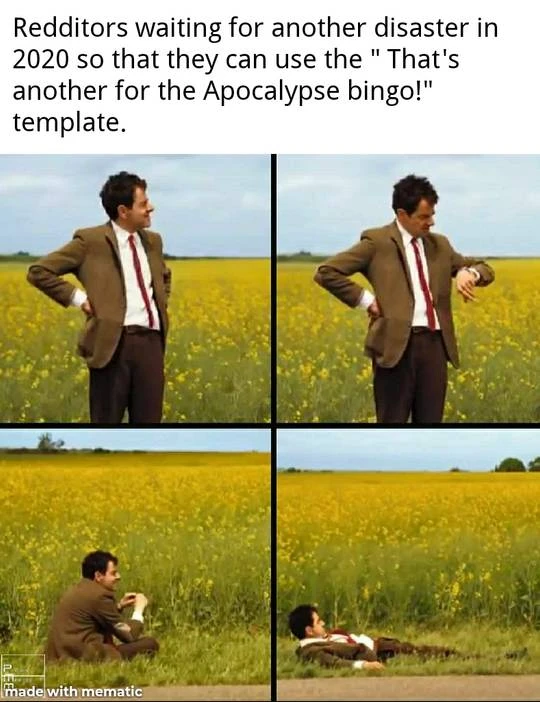 Redditors waiting for another disaster in
2020 so that they can use the " That's
another for the Apocalypse bingo!"
template.
made with mematic